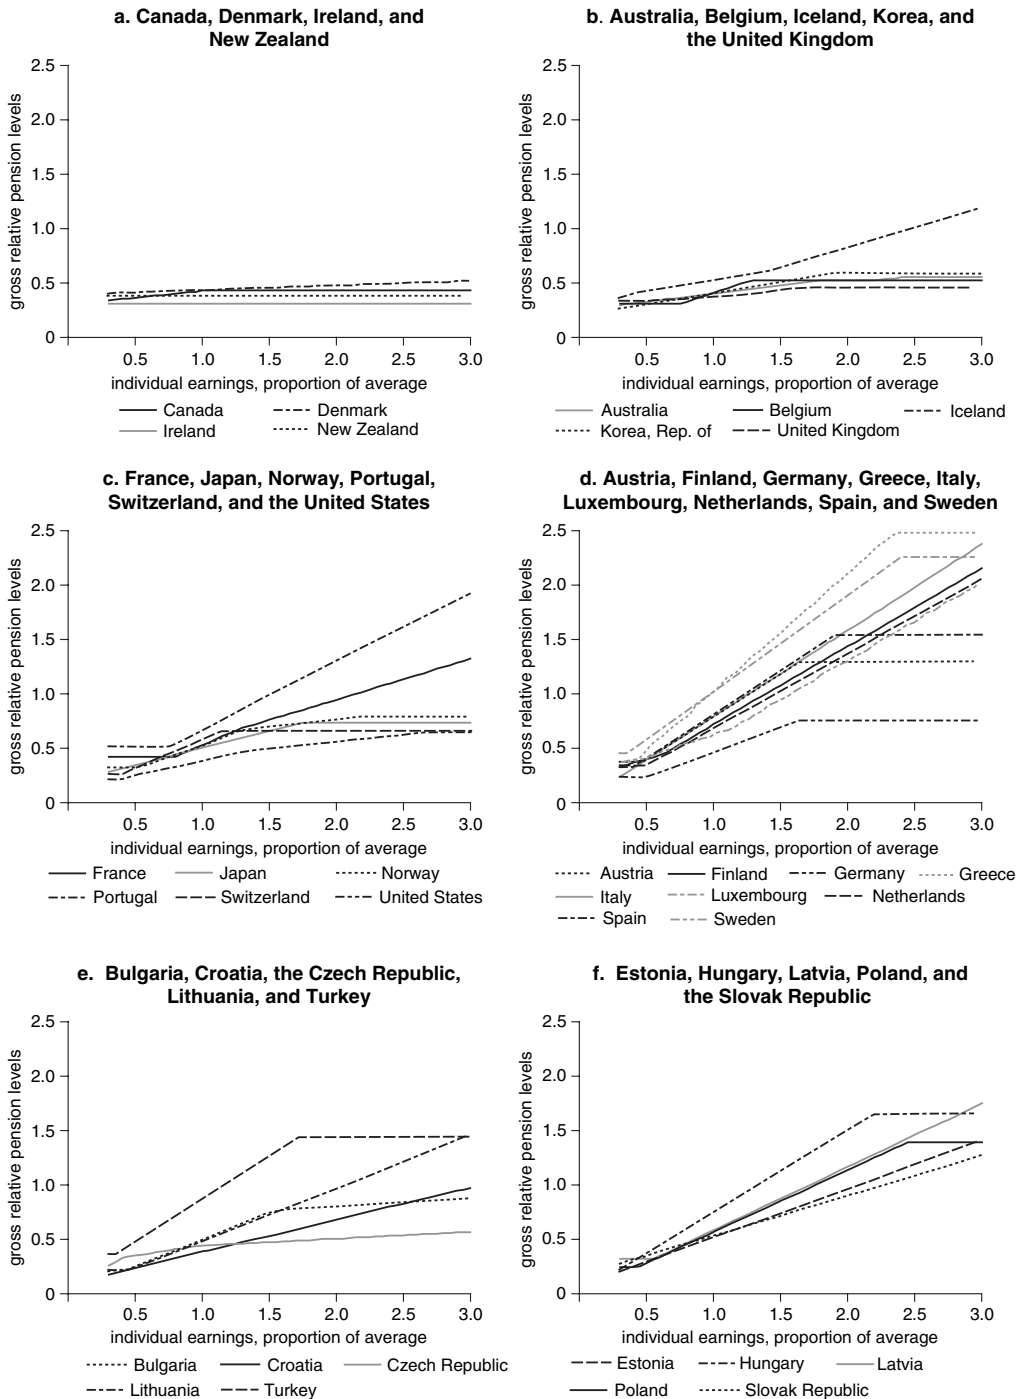 a. Canada, Denmark, Ireland, and
New Zealand
gross relative pension levels
2.5
2.0
1.5
1.0
0.5
0
0.5 1.0 1.5 2.0 2.5 3.0
individual earnings, proportion of average
Canada Denmark
Ireland New Zealand
b. Australia, Belgium, Iceland, Korea, and
the United Kingdom
gross relative pension levels
2.5
2.0
1.5
1.0
0.5
0
0.5 1.0 1.5 2.0 2.5 3.0
individual earnings, proportion of average
Australia Belgium Iceland
Korea, Rep. of United Kingdom
c. France, Japan, Norway, Portugal,
Switzerland, and the United States
gross relative pension levels
2.5
2.0
1.5
1.0
0.5
0
0.5 1.0 1.5 2.0 2.5 3.0
individual earnings, proportion of average
France Japan Norway
Portugal Switzerland United States
d. Austria, Finland, Germany, Greece, Italy,
Luxembourg, Netherlands, Spain, and Sweden
gross relative pension levels
2.5
2.0
1.5
1.0
0.5
0
0.5 1.0 1.5 2.0 2.5 3.0
individual earnings, proportion of average
Austria Finland Germany Greece
Italy Luxembourg Netherlands
Spain Sweden
e. Bulgaria, Croatia, the Czech Republic,
Lithuania, and Turkey
gross relative pension levels
2.5
2.0
1.5
1.0
0.5
0
0.5 1.0 1.5 2.0 2.5 3.0
individual earnings, proportion of average
Bulgaria Croatia Czech Republic
Lithuania Turkey
f. Estonia, Hungary, Latvia, Poland, and
the Slovak Republic
gross relative pension levels
2.5
2.0
1.5
1.0
0.5
0
0.5 1.0 1.5 2.0 2.5 3.0
individual earnings, proportion of average
Estonia Hungary Latvia
Poland Slovak Republic